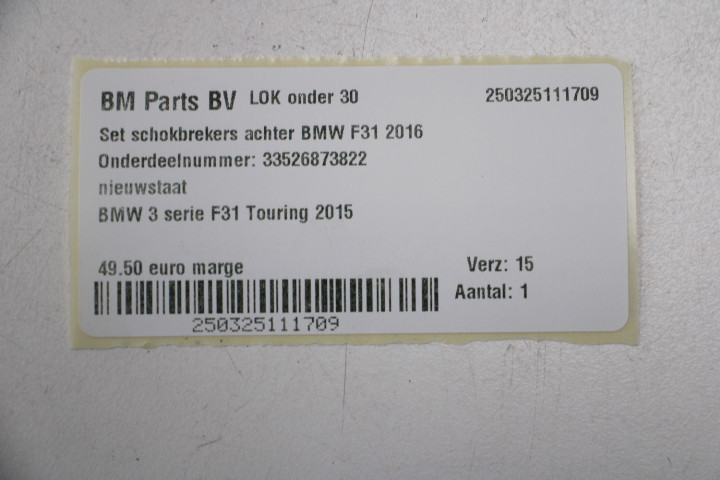 BM Parts BV LOK onder 30 250325111709
Set schokbrekers achter BMW F31 2016
Onderdeelnummer: 33526873822
nieuwstaat
BMW 3 serie F31 Touring 2015
49.50 euro marge Verz: 15
Aantal: 1
250325111709